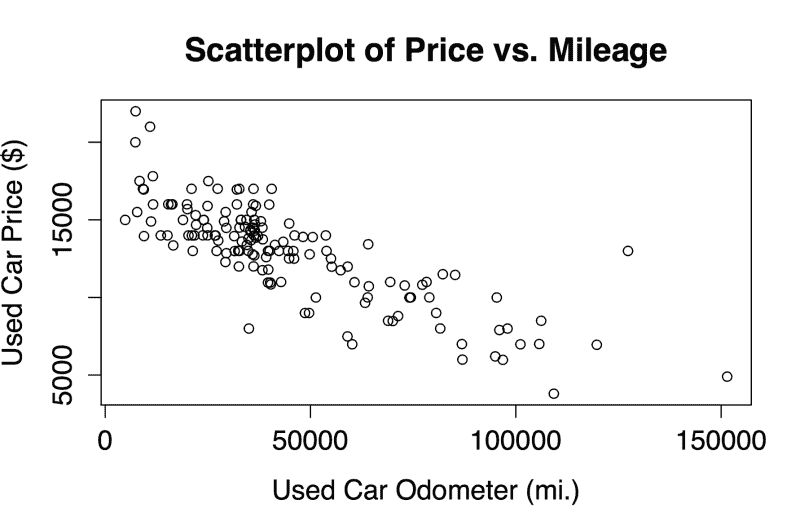 Scatterplot of Price vs. Mileage
Used Car Price ($)
15000
5000
0 50000 100000 150000
Used Car Odometer (mi.)